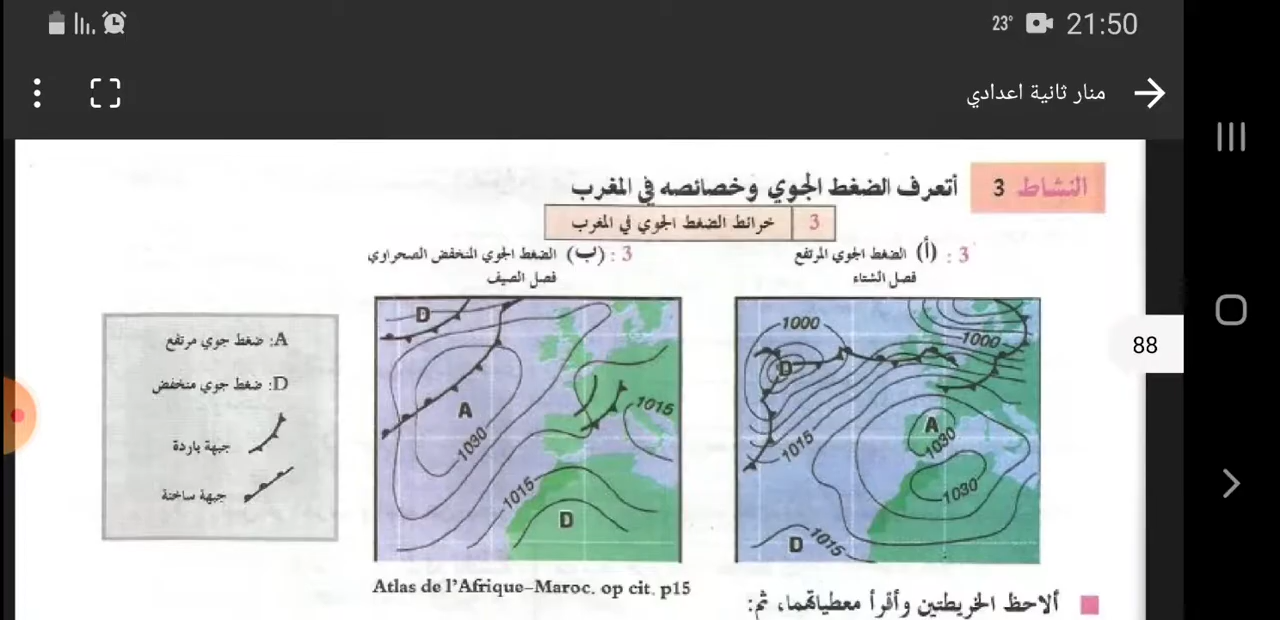 21:50
23°
منار ثانية اعدادي
النشاط 3 أتعرف الضغط الجوي وخصائصه في المغرب
3 خرائط الضغط الجوي في المغرب
3 : (أ) الضغط الجوي المرتفع
فصل الشتاء
3 : (ب) الضغط الجوي المنخفض الصحراوي
فصل الصيف
1000
1000
D
A
1030
1015
1030
D
1015
D
A
1015
1030
1015
D
A: ضغط جوي مرتفع
D: ضغط جوي منخفض
جبهة باردة
جبهة ساخنة
88
Atlas de l'Afrique-Maroc. op cit. p15
ألاحظ الخريطتين وأقرأ معطياتهما، ثم: